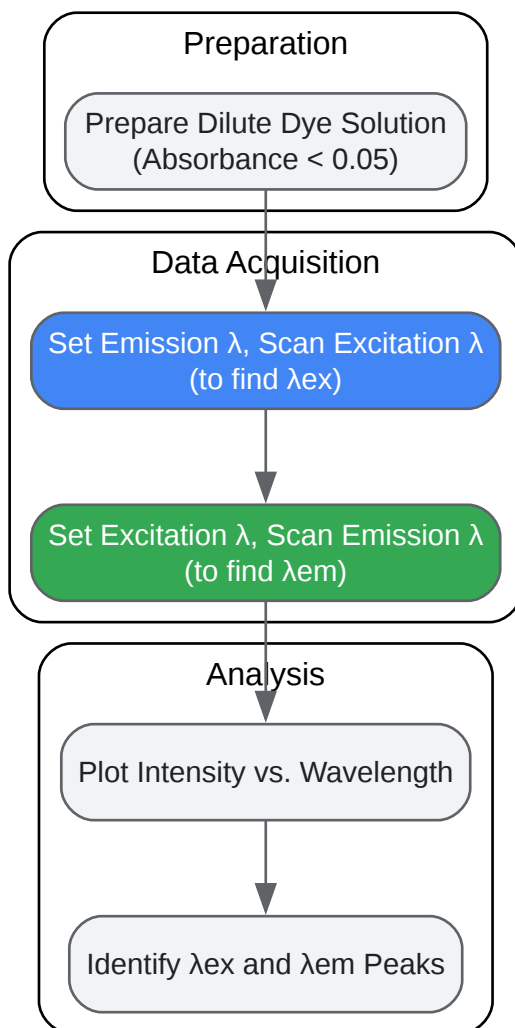 Preparation
Prepare Dilute Dye Solution
(Absorbance < 0.05)
Data Acquisition
Set Emission λ, Scan Excitation λ
(to find λex)
Set Excitation λ, Scan Emission λ
(to find λem)
Analysis
Plot Intensity vs. Wavelength
Identify λex and λem Peaks